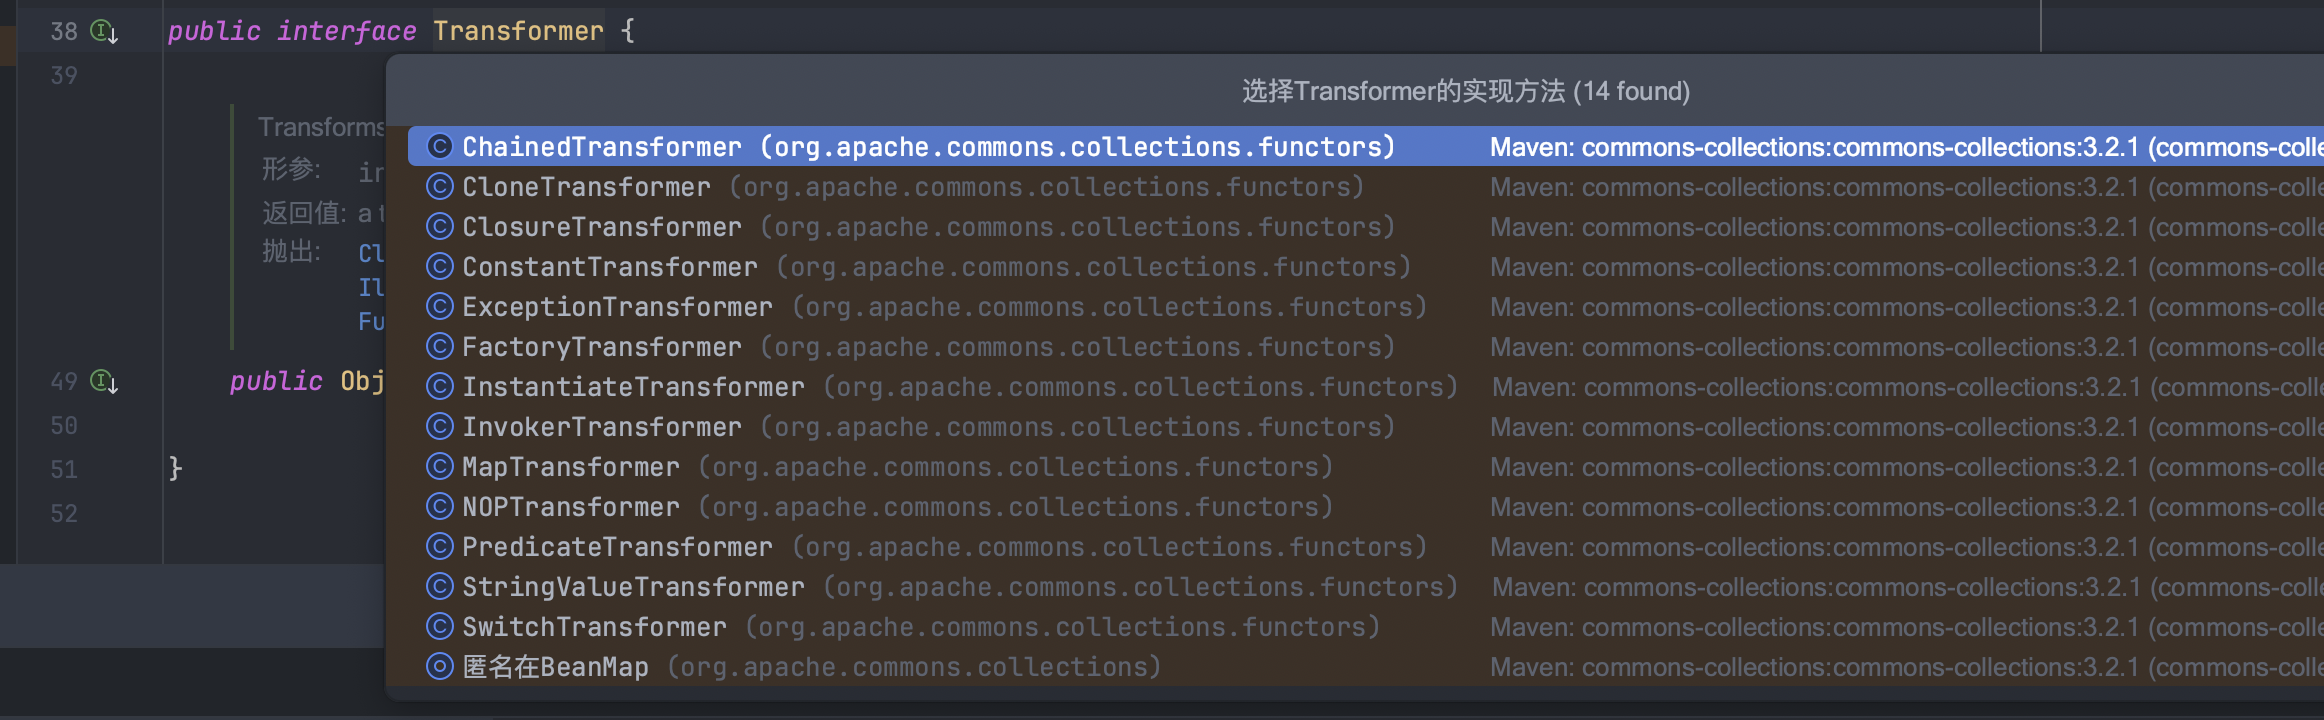 38 public interface Transformer {
39
选择Transformer的实现方法 (14 found)
Transforms
形参:
返回值: a
抛出: Cl
Il
Fu
ChainedTransformer (org.apache.commons.collections.functors) Maven: commons-collections:commons-collections:3.2.1 (commons-colle
CloneTransformer (org.apache.commons.collections.functors) Maven: commons-collections:commons-collections:3.2.1 (commons-colle
ClosureTransformer (org.apache.commons.collections.functors) Maven: commons-collections:commons-collections:3.2.1 (commons-colle
ConstantTransformer (org.apache.commons.collections.functors) Maven: commons-collections:commons-collections:3.2.1 (commons-colle
ExceptionTransformer (org.apache.commons.collections.functors) Maven: commons-collections:commons-collections:3.2.1 (commons-colle
FactoryTransformer (org.apache.commons.collections.functors) Maven: commons-collections:commons-collections:3.2.1 (commons-colle
49 public Obj
InstantiateTransformer (org.apache.commons.collections.functors) Maven: commons-collections:commons-collections:3.2.1 (commons-colle
InvokerTransformer (org.apache.commons.collections.functors) Maven: commons-collections:commons-collections:3.2.1 (commons-colle
50
MapTransformer (org.apache.commons.collections.functors) Maven: commons-collections:commons-collections:3.2.1 (commons-colle
51 }
NOPTransformer (org.apache.commons.collections.functors) Maven: commons-collections:commons-collections:3.2.1 (commons-colle
52
PredicateTransformer (org.apache.commons.collections.functors) Maven: commons-collections:commons-collections:3.2.1 (commons-colle
StringValueTransformer (org.apache.commons.collections.functors) Maven: commons-collections:commons-collections:3.2.1 (commons-colle
SwitchTransformer (org.apache.commons.collections.functors) Maven: commons-collections:commons-collections:3.2.1 (commons-colle
匿名在BeanMap (org.apache.commons.collections) Maven: commons-collections:commons-collections:3.2.1 (commons-colle